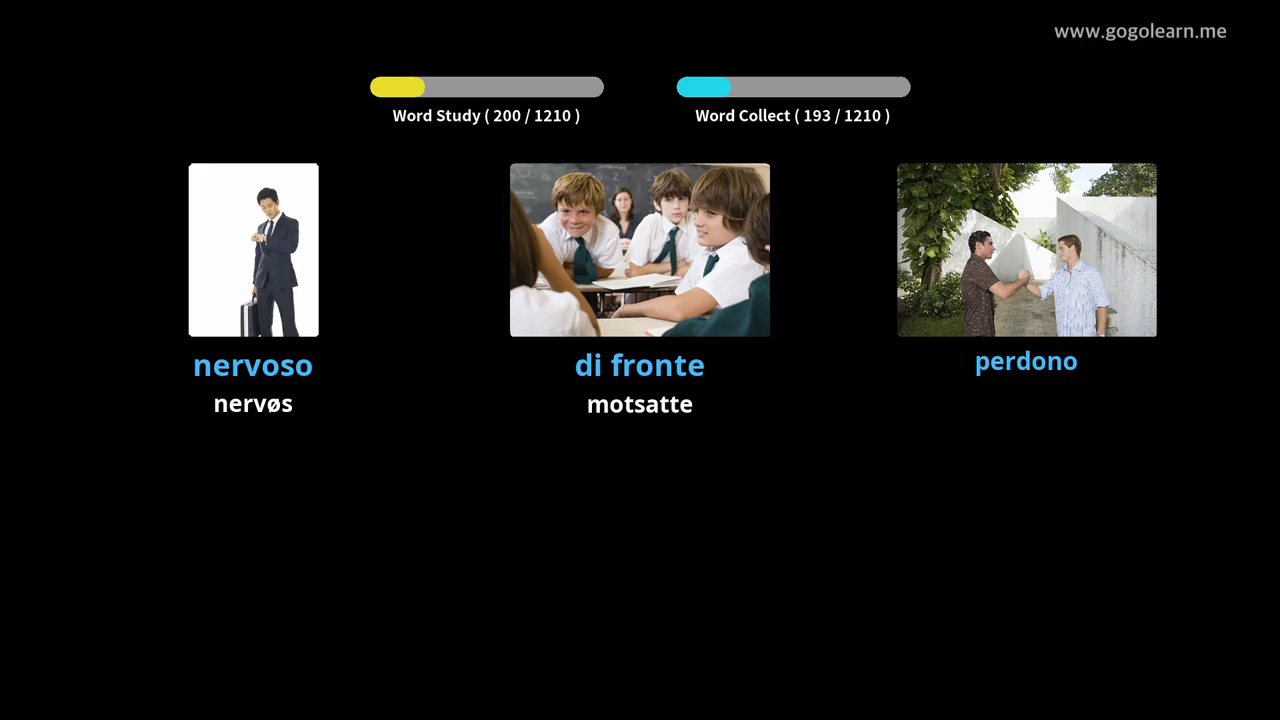 www.gogolearn.me
Word Study ( 200 / 1210 )
Word Collect ( 193 / 1210 )
nervoso
nervøs
di fronte
motsatte
perdono